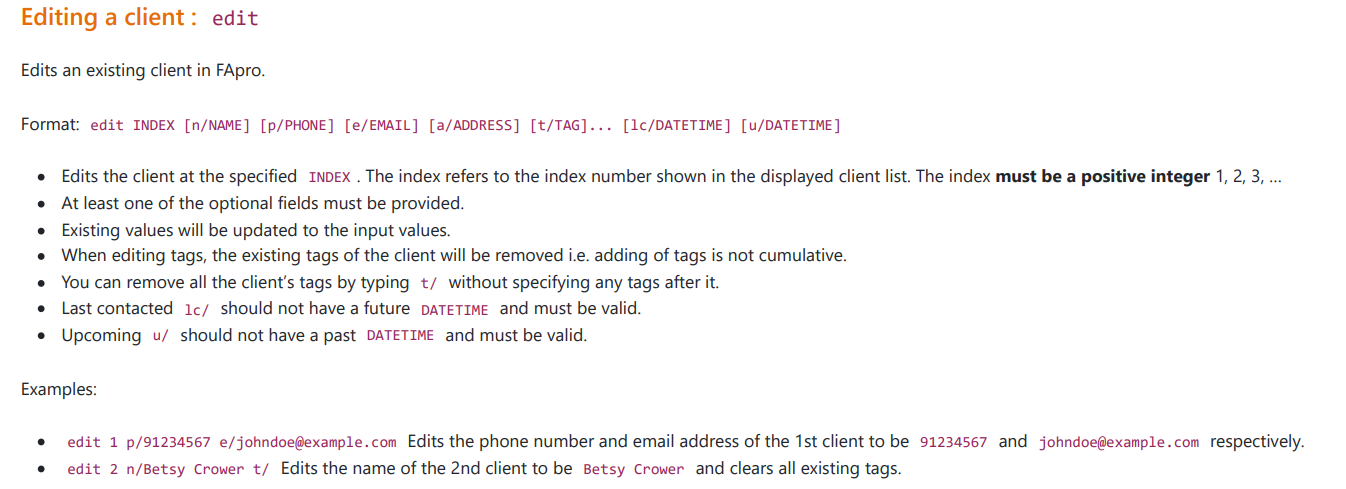 Editing a client : edit
Edits an existing client in FApro.
Format: edit INDEX [n/NAME] [p/PHONE] [e/EMAIL] [a/ADDRESS] [t/TAG]... [lc/DATETIME] [u/DATETIME]
• Edits the client at the specified INDEX . The index refers to the index number shown in the displayed client list. The index must be a positive integer 1, 2, 3, …
• At least one of the optional fields must be provided.
• Existing values will be updated to the input values.
• When editing tags, the existing tags of the client will be removed i.e. adding of tags is not cumulative.
• You can remove all the client’s tags by typing t/ without specifying any tags after it.
• Last contacted lc/ should not have a future DATETIME and must be valid.
• Upcoming u/ should not have a past DATETIME and must be valid.
Examples:
• edit 1 p/91234567 e/johndoe@example.com Edits the phone number and email address of the 1st client to be 91234567 and johndoe@example.com respectively.
• edit 2 n/Betsy Crower t/ Edits the name of the 2nd client to be Betsy Crower and clears all existing tags.